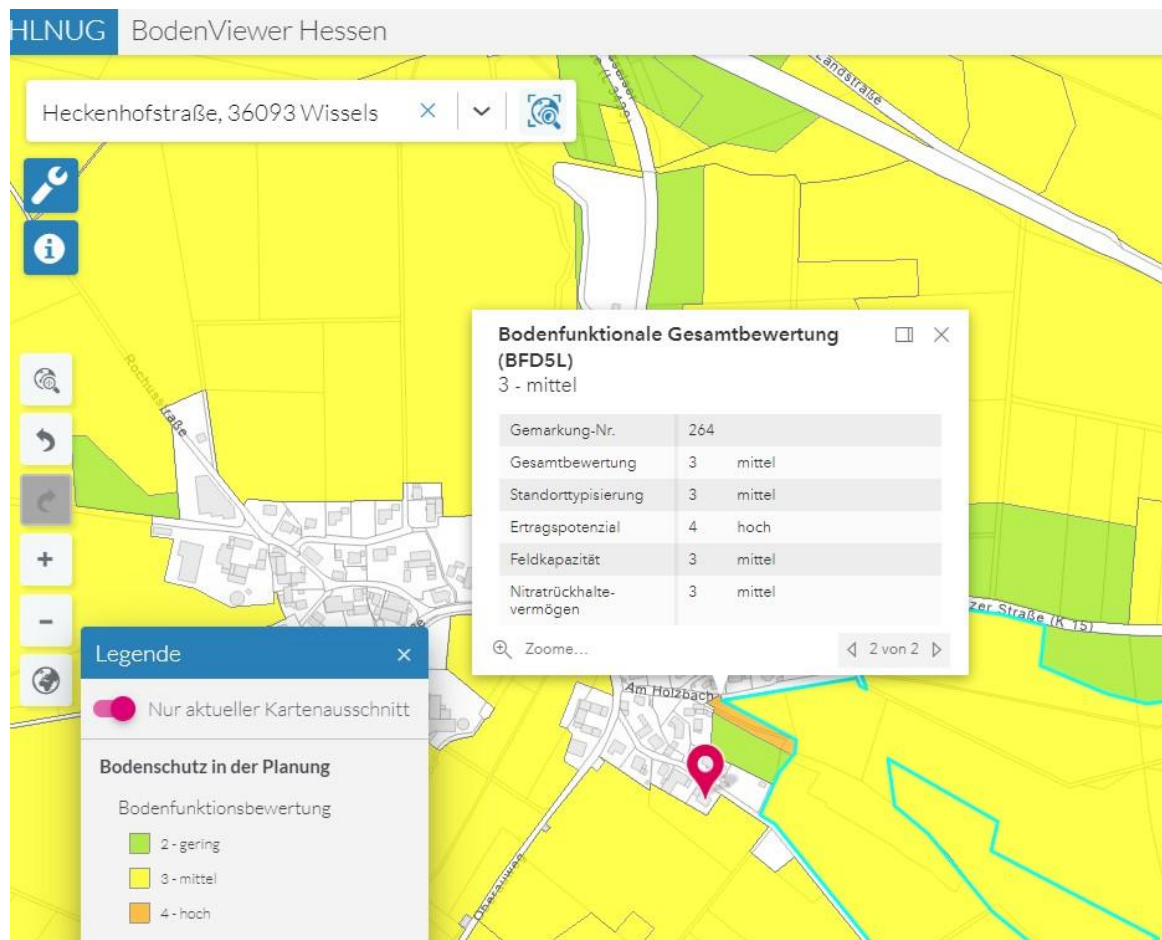 HLNUG BodenViewer Hessen
Landstraße
Heckenhofstraße, 36093 Wissels
(L 3429)
Rochusstraße
Bodenfunktionale Gesamtbewertung
(BFD5L)
3 - mittel
Gemarkung-Nr. 264
Gesamtbewertung 3 mittel
Standorttypisierung 3 mittel
Ertragspotenzial 4 hoch
Feldkapazität 3 mittel
Nitratrückhalte-
vermögen 3 mittel
Zoome...
2 von 2
zer Straße (K 15)
Am Holzbach
Oberauweg
Legende
Nur aktueller Kartenausschnitt
Bodenschutz in der Planung
Bodenfunktionsbewertung
2 - gering
3 - mittel
4 - hoch